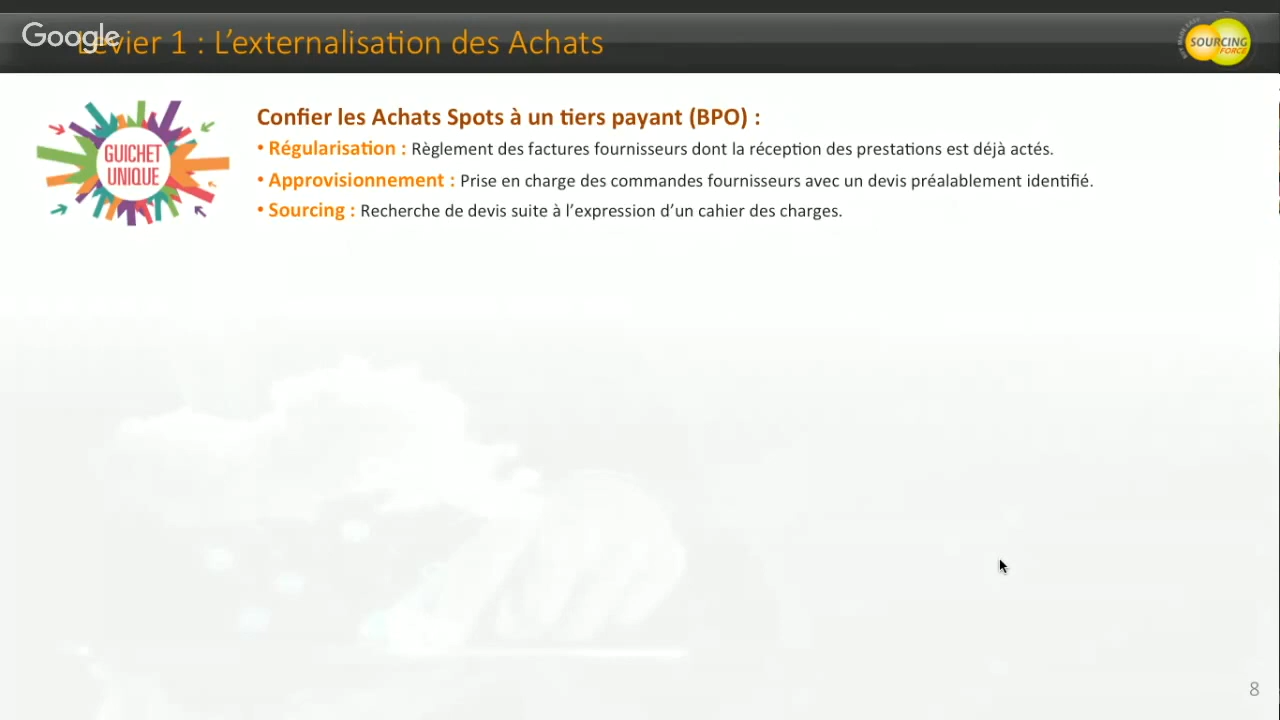 Google
Levier 1 : L'externalisation des Achats
SOURCING
FORCE
GUICHET
UNIQUE
Confier les Achats Spots à un tiers payant (BPO) :
• Régularisation : Règlement des factures fournisseurs dont la réception des prestations est déjà actés.
• Approvisionnement : Prise en charge des commandes fournisseurs avec un devis préalablement identifié.
• Sourcing : Recherche de devis suite à l'expression d'un cahier des charges.
8